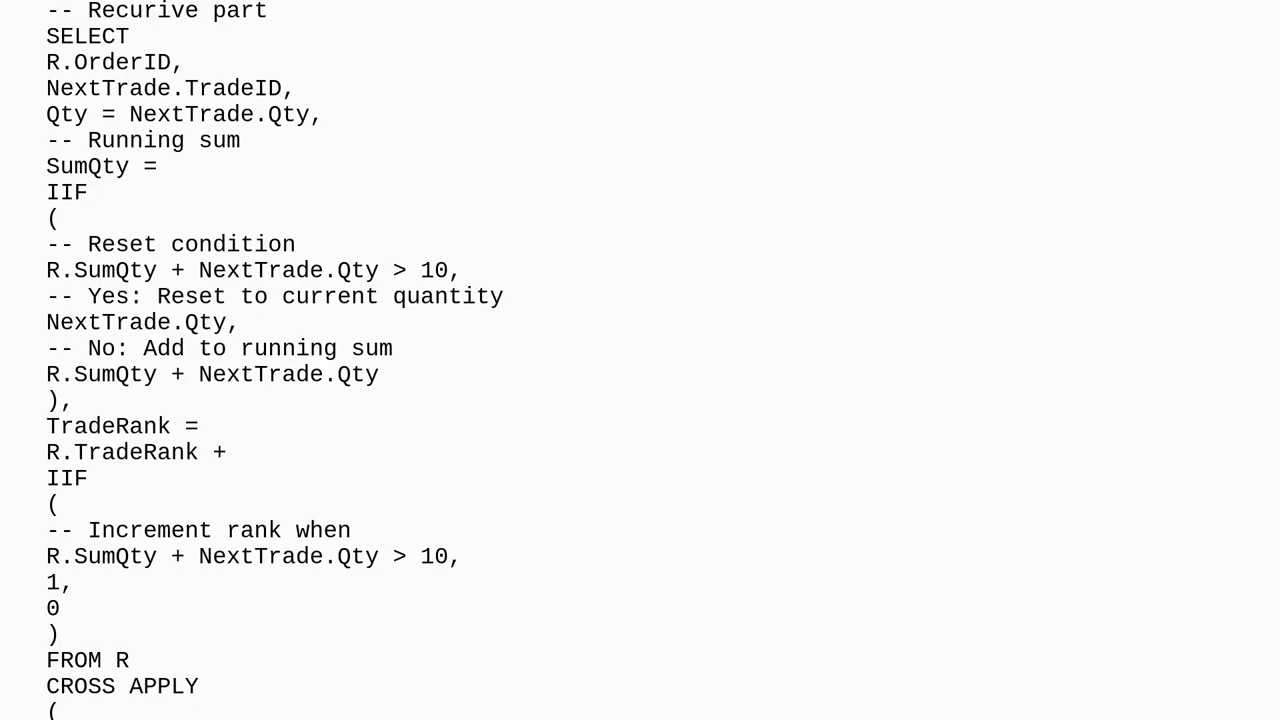 -- Recurive part
SELECT
R.OrderID,
NextTrade.TradeID,
Qty = NextTrade.Qty,
-- Running sum
SumQty =
IIF
(
-- Reset condition
R.SumQty + NextTrade.Qty > 10,
-- Yes: Reset to current quantity
NextTrade.Qty,
-- No: Add to running sum
R.SumQty + NextTrade.Qty
),
TradeRank =
R.TradeRank +
IIF
(
-- Increment rank when
R.SumQty + NextTrade.Qty > 10,
1,
0
)
FROM R
CROSS APPLY
(